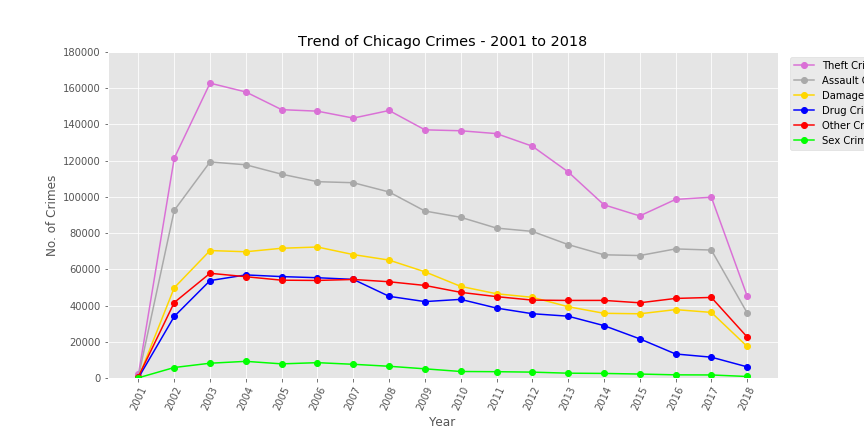 Trend of Chicago Crimes - 2001 to 2018
180000
160000
140000
120000
100000
80000
60000
40000
20000
0
No. of Crimes
2001 2002 2003 2004 2005 2006 2007 2008 2009 2010 2011 2012 2013 2014 2015 2016 2017 2018
Year
Theft Cri
Assault C
Damage
Drug Cri
Other Cr
Sex Crim